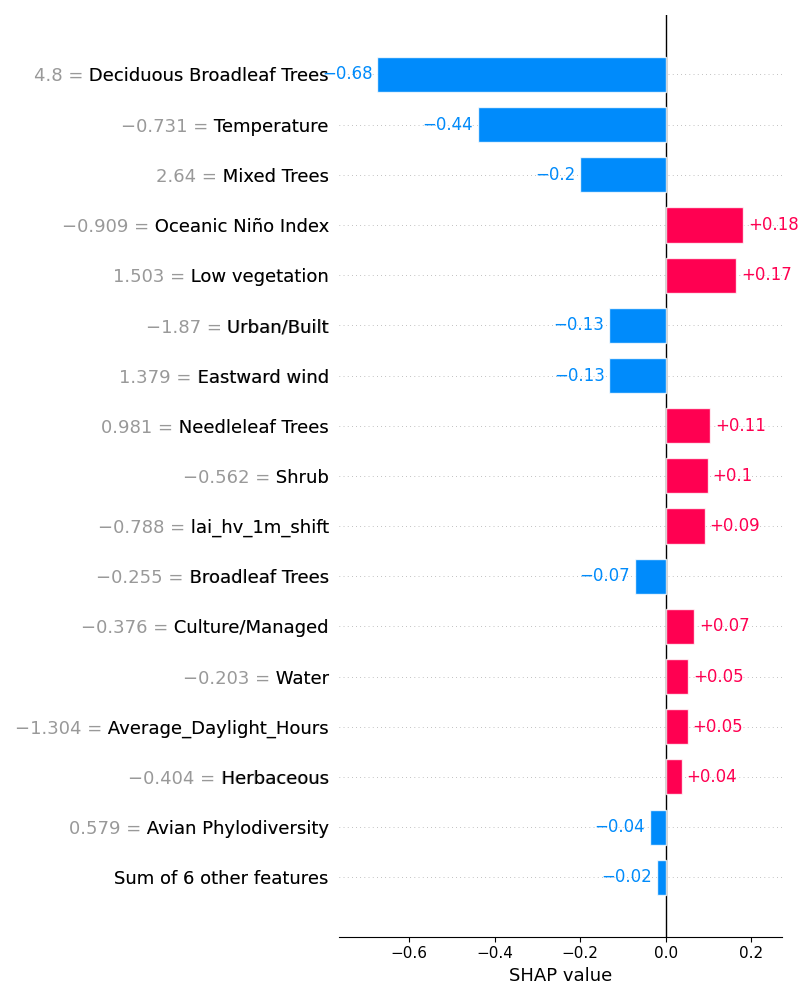 4.8 = Deciduous Broadleaf Trees −0.68
−0.731 = Temperature −0.44
2.64 = Mixed Trees −0.2
−0.909 = Oceanic Niño Index +0.18
1.503 = Low vegetation +0.17
−1.87 = Urban/Built −0.13
1.379 = Eastward wind −0.13
0.981 = Needleleaf Trees +0.11
−0.562 = Shrub +0.1
−0.788 = lai_hv_1m_shift +0.09
−0.255 = Broadleaf Trees −0.07
−0.376 = Culture/Managed +0.07
−0.203 = Water +0.05
−1.304 = Average_Daylight_Hours +0.05
−0.404 = Herbaceous +0.04
0.579 = Avian Phylodiversity −0.04
Sum of 6 other features −0.02
−0.6 −0.4 −0.2 0.0 0.2
SHAP value